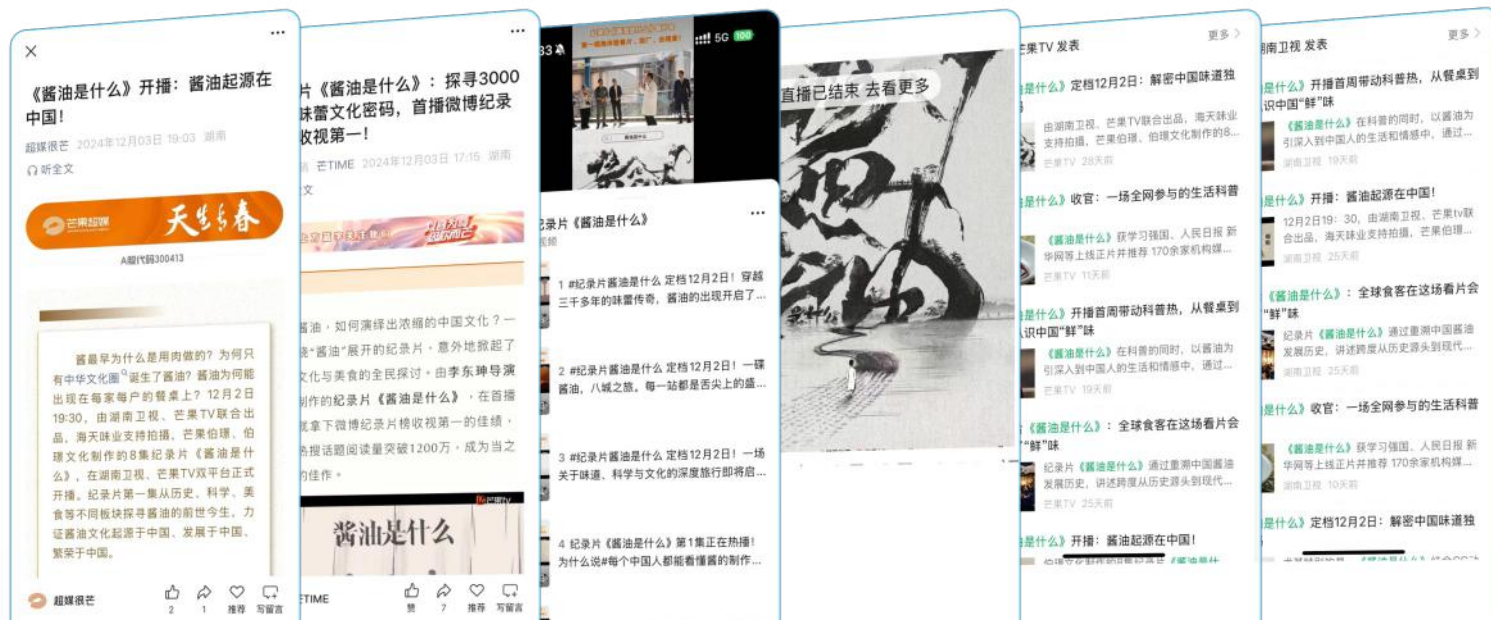 《酱油是什么》开播：酱油起源在
中国！
超媒很芒 2024年12月03日 19:03 湖南
听全文
芒果超媒
天生青春
A股代码300413
酱最早为什么是用肉做的？为何只
有中华文化圈诞生了酱油？酱油为何能
出现在每家每户的餐桌上？12月2日
19:30，由湖南卫视、芒果TV联合出
品，海天味业支持拍摄，芒果伯璟、伯
璟文化制作的8集纪录片《酱油是什
么》，在湖南卫视、芒果TV双平台正式
开播。纪录片第一集从历史、科学、美
食等不同板块探寻酱油的前世今生，力
证酱油文化起源于中国、发展于中国、
繁荣于中国。
超媒很芒
2 1 推荐 写留言
片《酱油是什么》：探寻3000
味蕾文化密码，首播微博纪录
收视第一！
芒TIME 2024年12月03日 17:15 湖南
文
酱油，如何演绎出浓缩的中国文化？一
绕“酱油”展开的纪录片，意外地掀起了
文化与美食的全民探讨。由李东珅导演
制作的纪录片《酱油是什么》，在首播
就拿下微博纪录片榜收视第一的佳绩，
热搜话题阅读量突破1200万，成为当之
的佳作。
芒果TV
酱油是什么
TIME
赞 7 推荐 写留言
33
5G 100
纪录片《酱油是什么》
视频
1 #纪录片酱油是什么 定档12月2日！穿越
三千多年的味蕾传奇，酱油的出现开启了...
2 #纪录片酱油是什么 定档12月2日！一碟
酱油，八城之旅。每一站都是舌尖上的盛...
3 #纪录片酱油是什么 定档12月2日！一场
关于味道、科学与文化的深度旅行即将启...
4 纪录片《酱油是什么》第1集正在热播！
为什么说#每个中国人都能看懂酱的制作...
直播已结束 去看更多
芒果TV 发表
更多
是什么》定档12月2日：解密中国味道独
由湖南卫视、芒果TV联合出品，海天味业
支持拍摄，芒果伯璟、伯璟文化制作的8...
芒果TV 28天前
是什么》收官：一场全网参与的生活科普
《酱油是什么》获学习强国、人民日报 新
华网等上线正片并推荐 170余家机构媒...
芒果TV 11天前
是什么》开播首周带动科普热，从餐桌到
识中国“鲜”味
《酱油是什么》在科普的同时，以酱油为
引深入到中国人的生活和情感中，通过...
芒果TV 19天前
《酱油是什么》：全球食客在这场看片会
“鲜”味
纪录片《酱油是什么》通过重溯中国酱油
发展历史，讲述跨度从历史源头到现代...
芒果TV 25天前
是什么》开播：酱油起源在中国！
湖南卫视 发表
更多
是什么》开播首周带动科普热，从餐桌到
识中国“鲜”味
《酱油是什么》在科普的同时，以酱油为
引深入到中国人的生活和情感中，通过...
湖南卫视 19天前
是什么》开播：酱油起源在中国！
12月2日19：30，由湖南卫视、芒果tv联
合出品，海天味业支持拍摄，芒果伯璟...
湖南卫视 25天前
《酱油是什么》：全球食客在这场看片会
“鲜”味
纪录片《酱油是什么》通过重溯中国酱油
发展历史，讲述跨度从历史源头到现代...
湖南卫视 25天前
是什么》收官：一场全网参与的生活科普
《酱油是什么》获学习强国、人民日报 新
华网等上线正片并推荐 170余家机构媒...
湖南卫视 10天前
是什么》定档12月2日：解密中国味道独